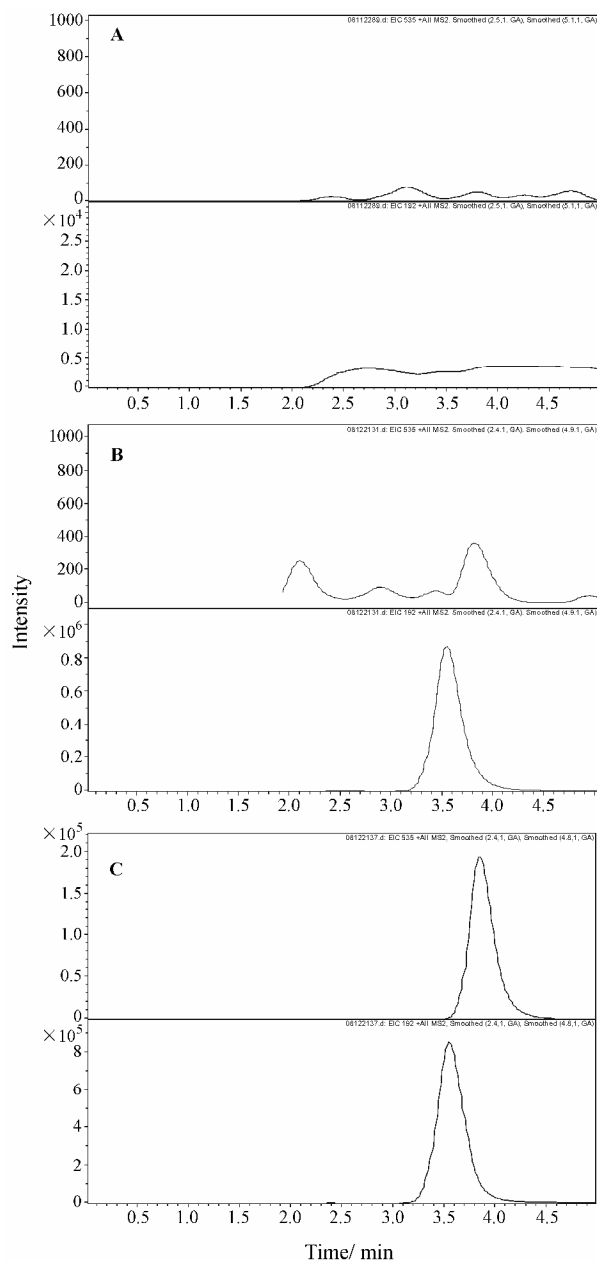 08112289.d: EIC 535 +All MS2. Smoothed (2.5,1. GA), Smoothed (5.1,1, GA)
A
1000
800
600
400
200
0
08112289.d: EIC 192 +All MS2. Smoothed (2.5,1. GA), Smoothed (5.1,1, GA)
×10⁴
2.5
2.0
1.5
1.0
0.5
0
0.5 1.0 1.5 2.0 2.5 3.0 3.5 4.0 4.5
08122131.d: EIC 535 +All MS2. Smoothed (2.4.1, GA). Smoothed (4.9.1, GA)
B
1000
800
600
400
200
0
08122131.d: EIC 192 +All MS2. Smoothed (2.4.1, GA). Smoothed (4.9.1, GA)
×10⁶
0.8
0.6
0.4
0.2
0
0.5 1.0 1.5 2.0 2.5 3.0 3.5 4.0 4.5
Intensity
08122137.d: EIC 535 +All MS2, Smoothed (2.4,1, GA), Smoothed (4.8,1, GA)
×10⁵
C
2.0
1.5
1.0
0.5
0
08122137.d: EIC 192 +All MS2, Smoothed (2.4,1, GA), Smoothed (4.8,1, GA)
×10⁵
8
6
4
2
0
0.5 1.0 1.5 2.0 2.5 3.0 3.5 4.0 4.5
Time/ min